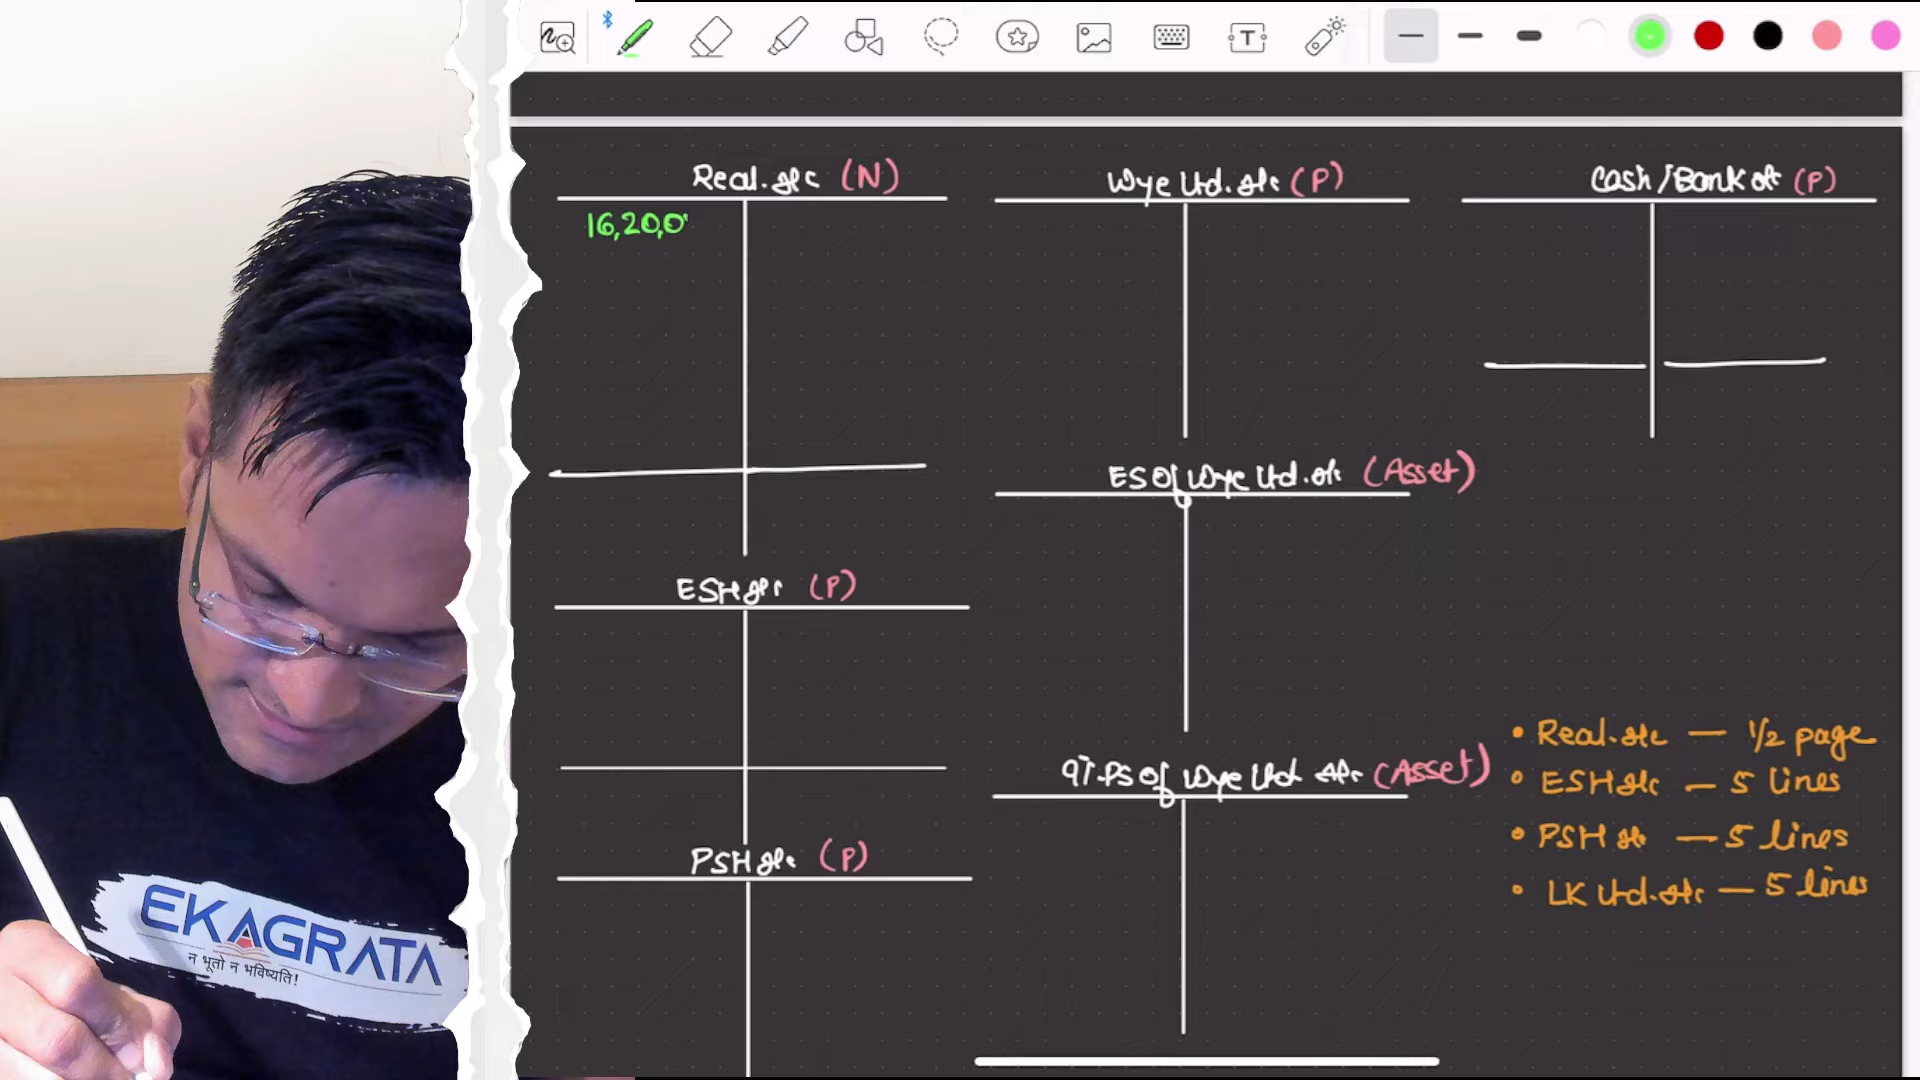 Real. a/c (N)
16,20,0
Wye Ltd. a/c (P)
Cash/Bank a/c (P)
ES Of Wye Ltd. a/c (Asset)
ESH a/c (P)
9% PS Of Wye Ltd a/c (Asset)
PSH a/c (P)
• Real. a/c — 1/2 page
• ESH a/c — 5 lines
• PSH a/c — 5 lines
• LK Ltd. a/c — 5 lines
EKAGRATA
न भूतो न भविष्यति!
T